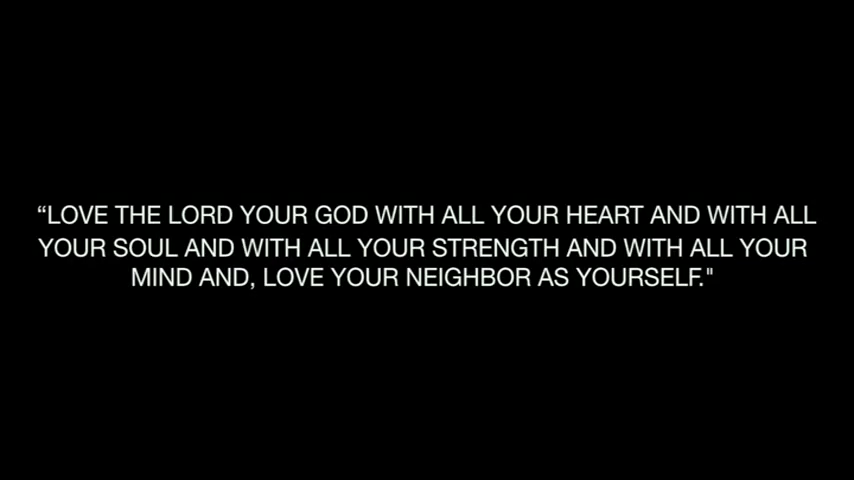 “LOVE THE LORD YOUR GOD WITH ALL YOUR HEART AND WITH ALL
YOUR SOUL AND WITH ALL YOUR STRENGTH AND WITH ALL YOUR
MIND AND, LOVE YOUR NEIGHBOR AS YOURSELF."